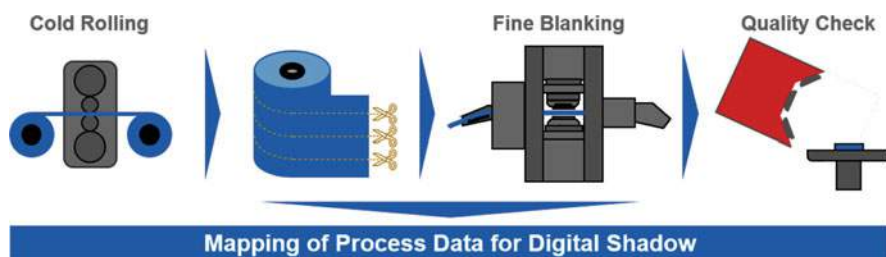 Cold Rolling
Fine Blanking
Quality Check
Mapping of Process Data for Digital Shadow